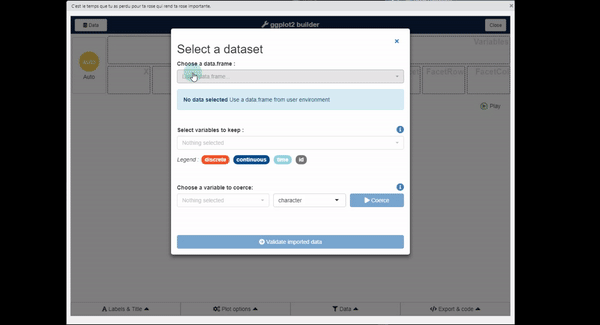 C'est le temps que tu as perdu pour ta rose qui rend ta rose importante.
Data
ggplot2 builder
Close
Select a dataset
Choose a data.frame :
data.frame...
No data selected Use a data.frame from user environment
Variables
Auto
X
FacetRow
Play
Select variables to keep :
Nothing selected
Legend : discrete continuous time id
Choose a variable to coerce:
Nothing selected
character
Coerce
Validate imported data
Labels & Title
Plot options
Data
Export & code